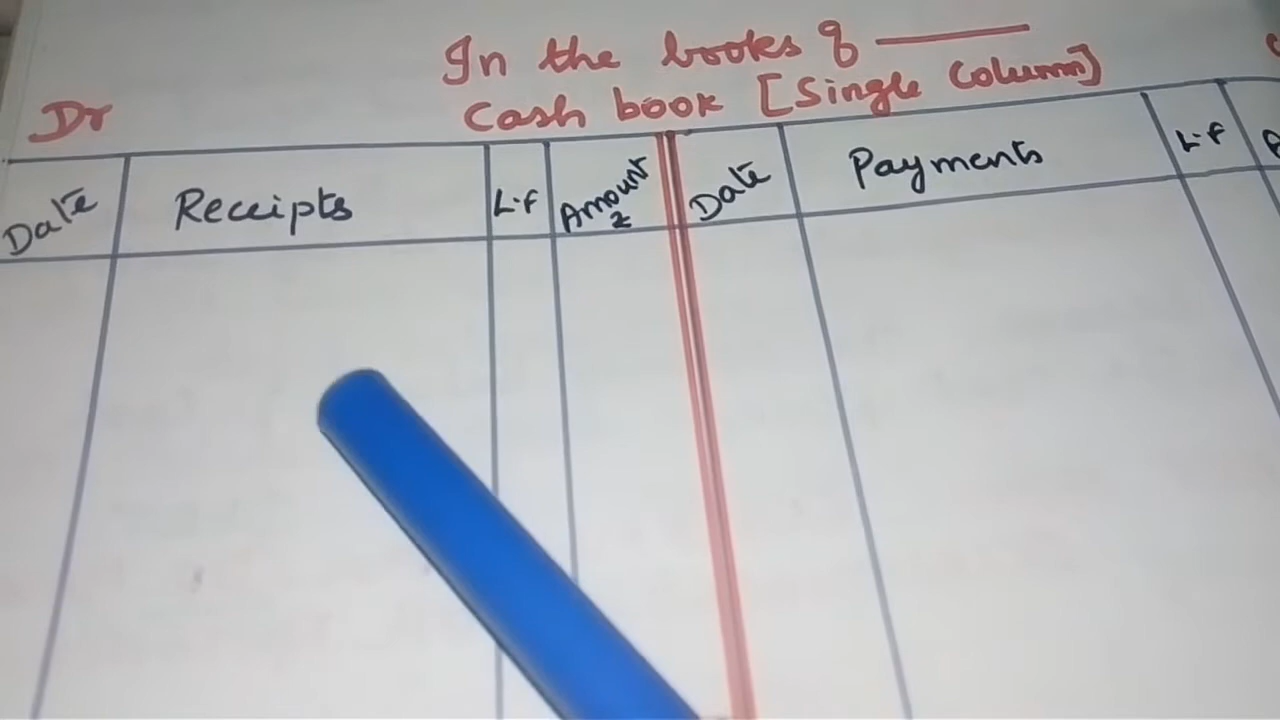 In the books of
Cash book [Single Column]
Dr
Date Receipts L.f Amount Date Payments L.f